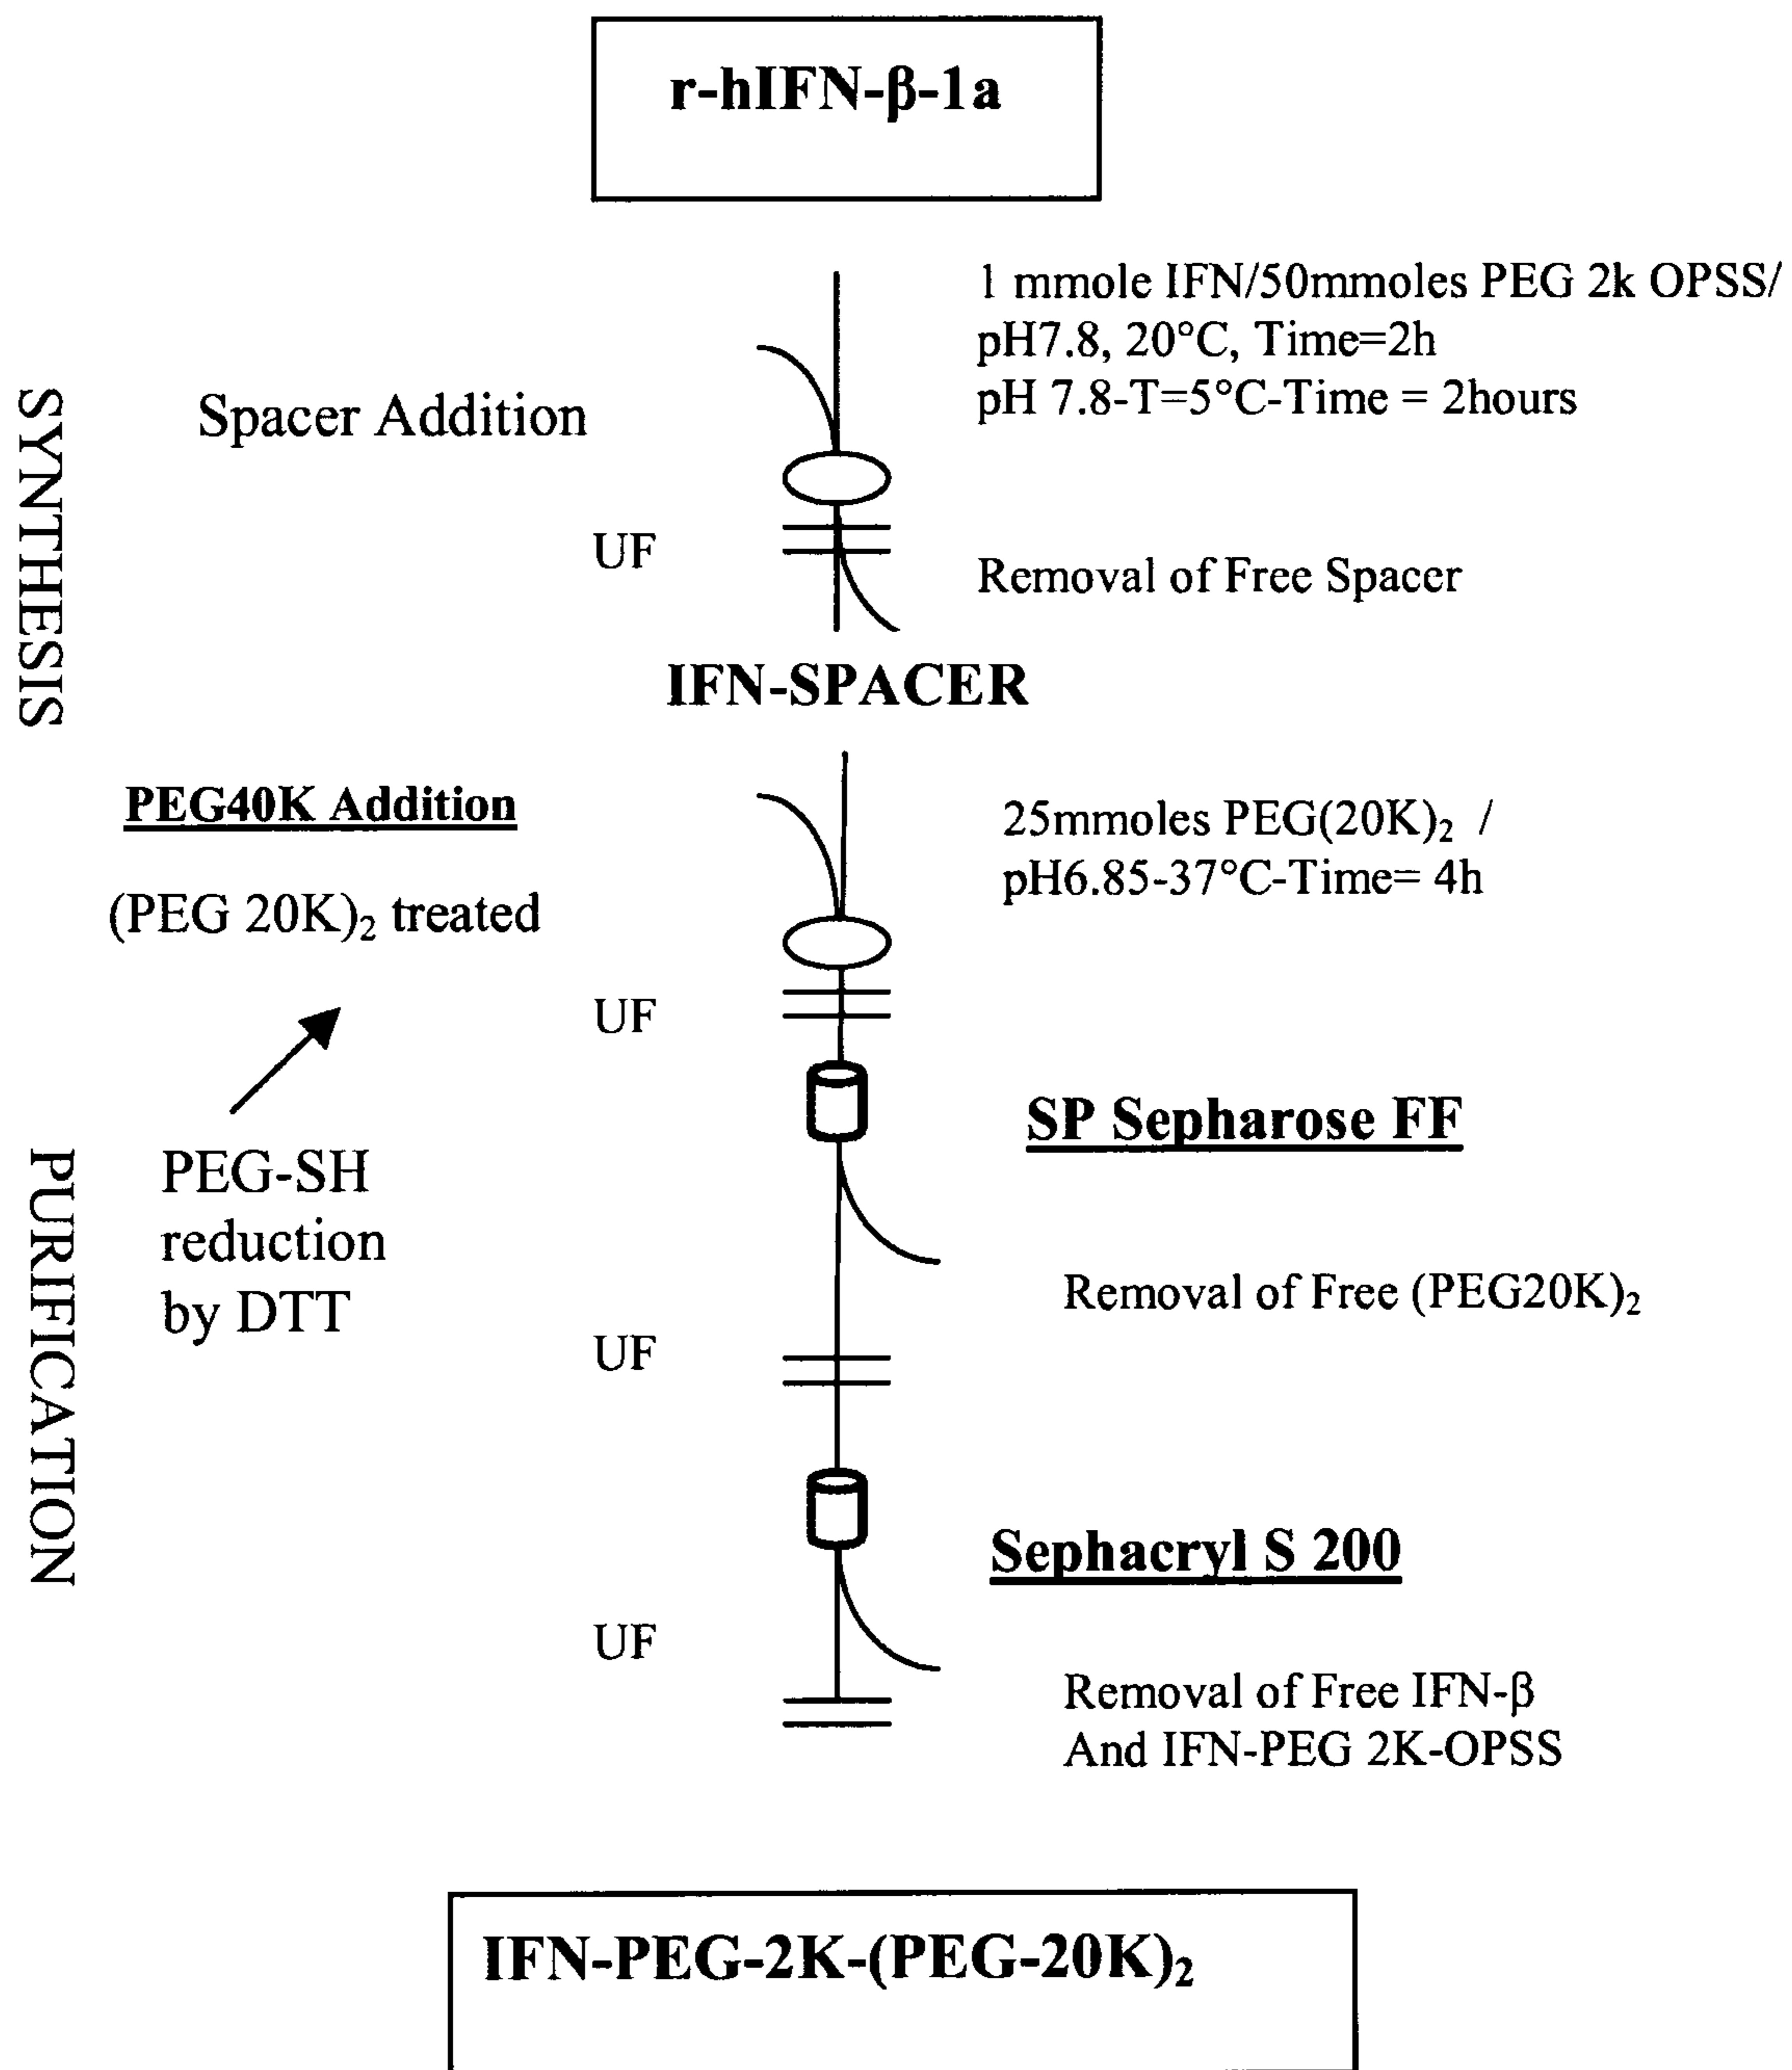 r-hIFN-β-1a
1 mmole IFN/50mmoles PEG 2k OPSS/
pH7.8, 20°C, Time=2h
pH 7.8-T=5°C-Time = 2hours
Spacer Addition
SYNTHESIS
UF
Removal of Free Spacer
IFN-SPACER
PEG40K Addition
25mmoles PEG(20K)₂ /
pH6.85-37°C-Time= 4h
(PEG 20K)₂ treated
UF
SP Sepharose FF
PEG-SH
reduction
by DTT
PURIFICATION
Removal of Free (PEG20K)₂
UF
Sephacryl S 200
UF
Removal of Free IFN-β
And IFN-PEG 2K-OPSS
IFN-PEG-2K-(PEG-20K)₂